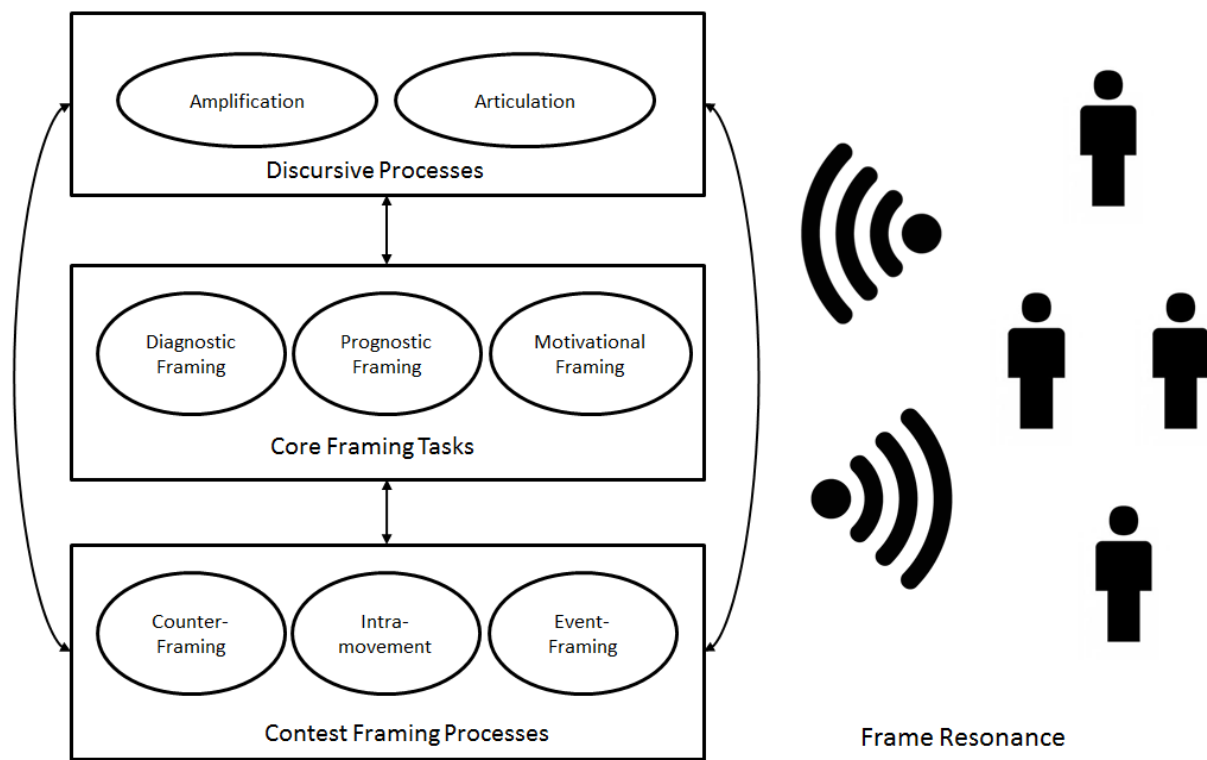 Amplification
Articulation
Discursive Processes
Diagnostic
Framing
Prognostic
Framing
Motivational
Framing
Core Framing Tasks
Counter-
Framing
Intra-
movement
Event-
Framing
Contest Framing Processes
Frame Resonance